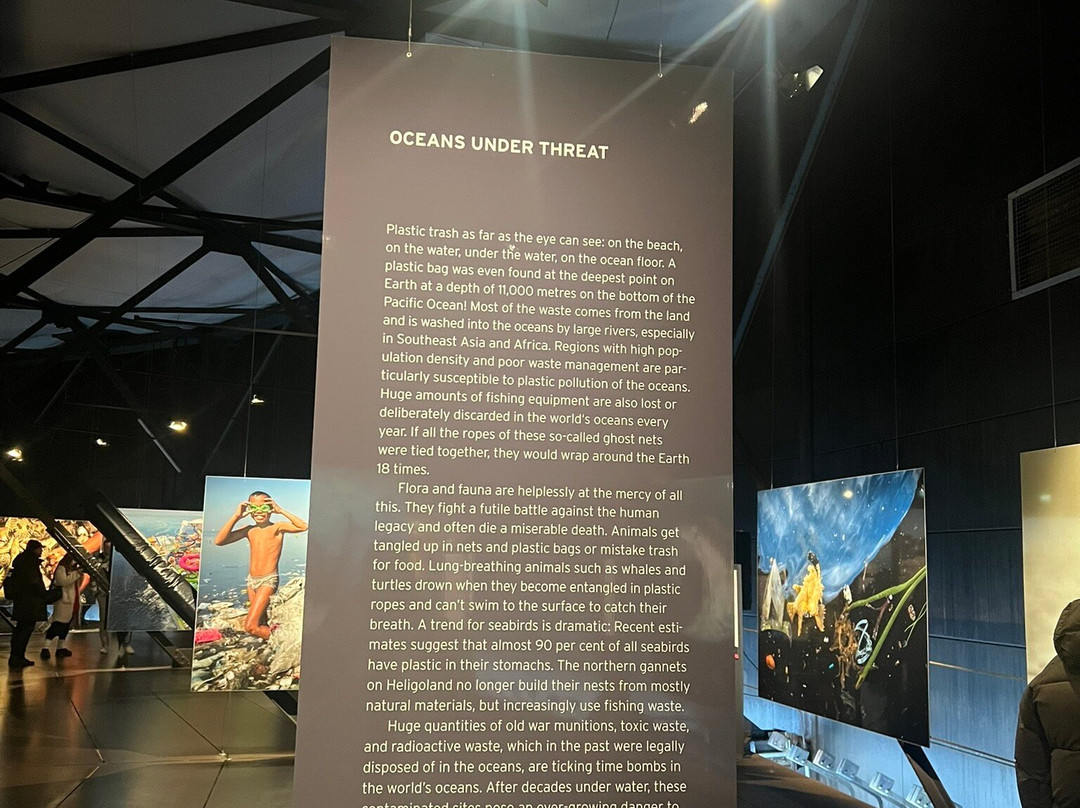 OCEANS UNDER THREAT
Plastic trash as far as the eye can see: on the beach,
on the water, under the water, on the ocean floor. A
plastic bag was even found at the deepest point on
Earth at a depth of 11,000 metres on the bottom of the
Pacific Ocean! Most of the waste comes from the land
and is washed into the oceans by large rivers, especially
in Southeast Asia and Africa. Regions with high pop-
ulation density and poor waste management are par-
ticularly susceptible to plastic pollution of the oceans.
Huge amounts of fishing equipment are also lost or
deliberately discarded in the world's oceans every
year. If all the ropes of these so-called ghost nets
were tied together, they would wrap around the Earth
18 times.
Flora and fauna are helplessly at the mercy of all
this. They fight a futile battle against the human
legacy and often die a miserable death. Animals get
tangled up in nets and plastic bags or mistake trash
for food. Lung-breathing animals such as whales and
turtles drown when they become entangled in plastic
ropes and can't swim to the surface to catch their
breath. A trend for seabirds is dramatic: Recent esti-
mates suggest that almost 90 per cent of all seabirds
have plastic in their stomachs. The northern gannets
on Heligoland no longer build their nests from mostly
natural materials, but increasingly use fishing waste.
Huge quantities of old war munitions, toxic waste,
and radioactive waste, which in the past were legally
disposed of in the oceans, are ticking time bombs in
the world's oceans. After decades under water, these
contaminated sites pose an ever-growing danger to